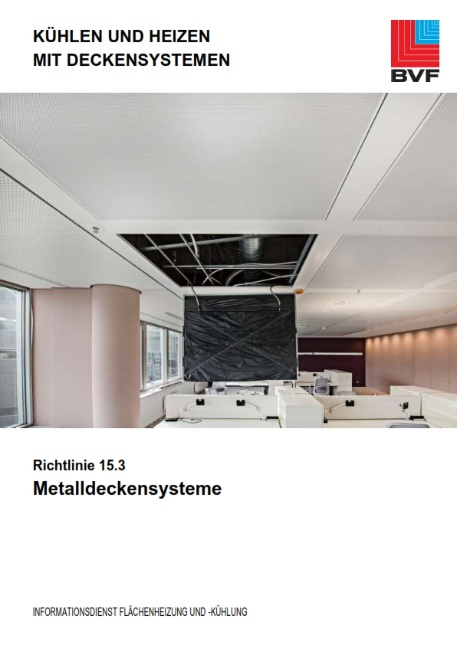 KÜHLEN UND HEIZEN
MIT DECKENSYSTEMEN
BVF
Richtlinie 15.3
Metalldeckensysteme
INFORMATIONSDIENST FLÄCHENHEIZUNG UND -KÜHLUNG